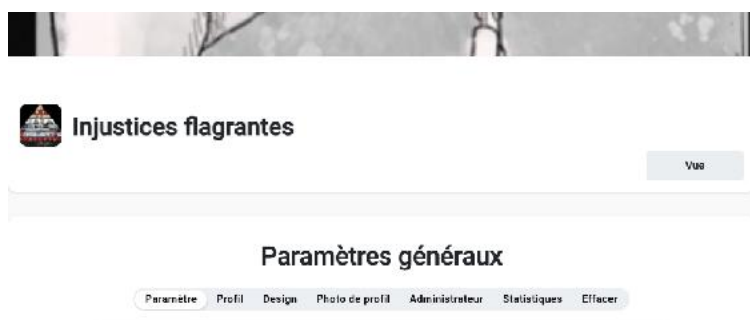 Injustices flagrantes
Vue
Paramètres généraux
Paramètre Profil Design Photo de profil Administrateur Statistiques Effacer